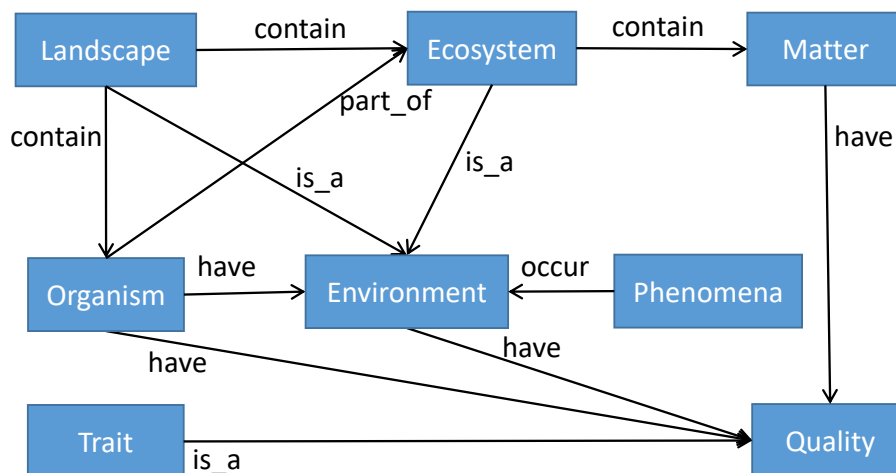 Landscape
contain
Ecosystem
contain
Matter
contain
part_of
have
is_a
is_a
Organism
have
Environment
occur
Phenomena
have
have
Trait
is_a
Quality